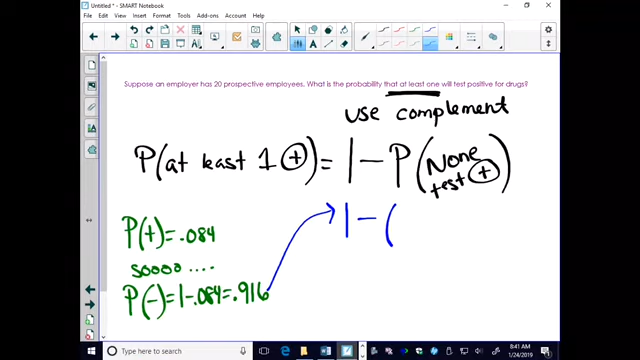 Untitled * - SMART Notebook
File Edit View Insert Format Tools Add-ons Help
Suppose an employer has 20 prospective employees. What is the probability that at least one will test positive for drugs?
use complement
P(at least 1 (+)) = 1 - P(None test (+))
P(+) = .084
1 - (
soooo ....
P(-) = 1 - .084 = .916
Type here to search
8:41 AM
1/24/2019